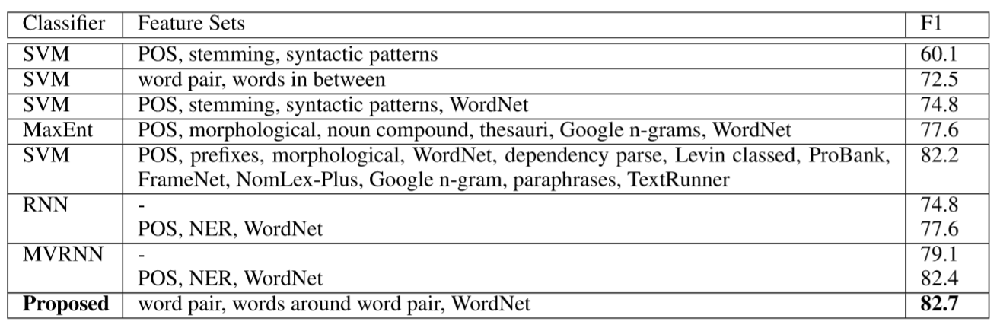 Classifier Feature Sets F1
SVM POS, stemming, syntactic patterns 60.1
SVM word pair, words in between 72.5
SVM POS, stemming, syntactic patterns, WordNet 74.8
MaxEnt POS, morphological, noun compound, thesauri, Google n-grams, WordNet 77.6
SVM POS, prefixes, morphological, WordNet, dependency parse, Levin classed, ProBank, 82.2
FrameNet, NomLex-Plus, Google n-gram, paraphrases, TextRunner
RNN - 74.8
POS, NER, WordNet 77.6
MVRNN - 79.1
POS, NER, WordNet 82.4
Proposed word pair, words around word pair, WordNet 82.7